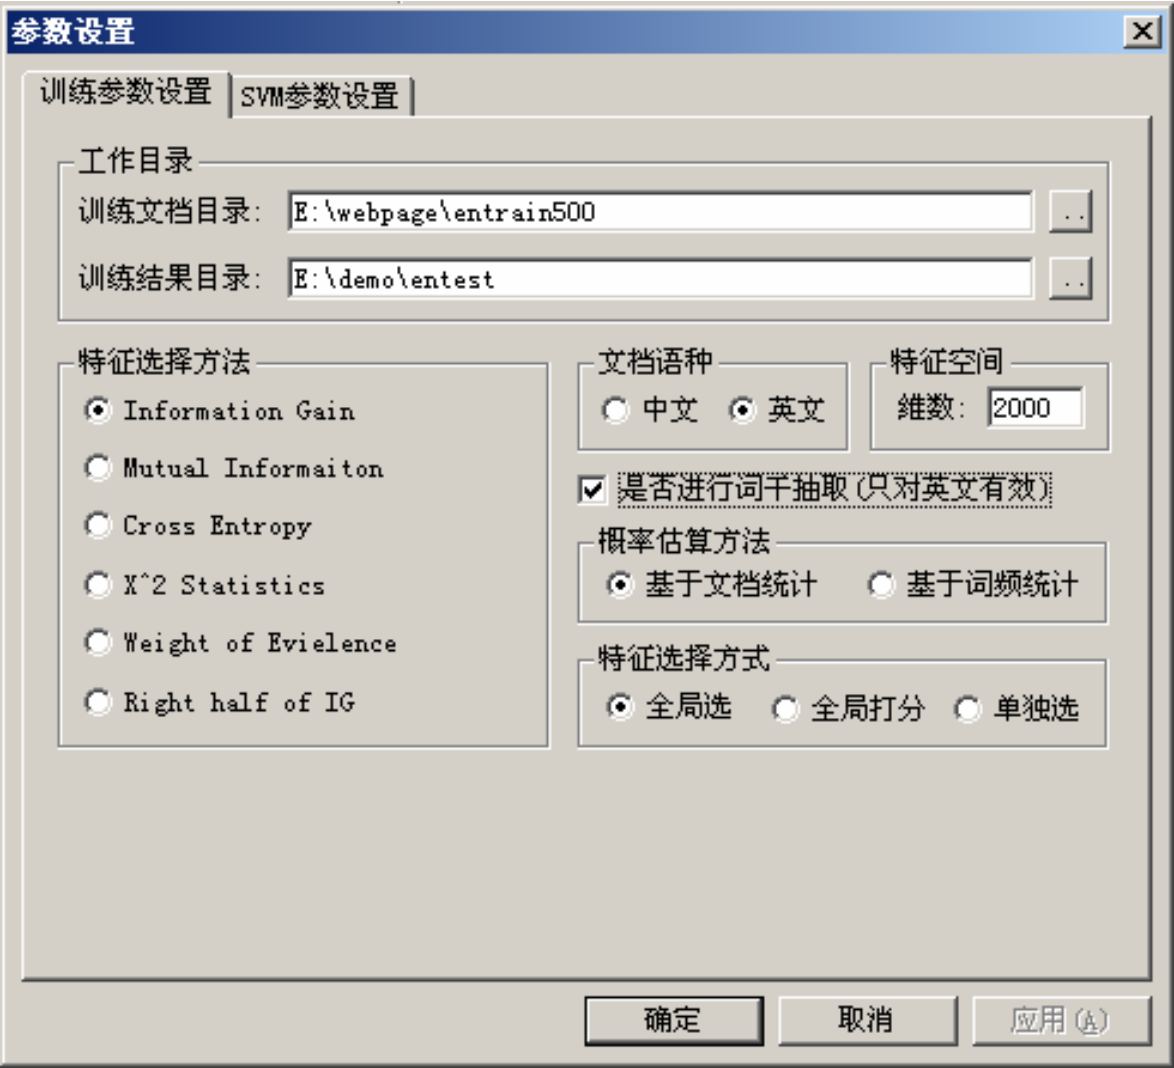 参数设置
训练参数设置 SVM参数设置
工作目录
训练文档目录: E:\webpage\entrain500 ..
训练结果目录: E:\demo\entest ..
特征选择方法
Information Gain
Mutual Informaiton
Cross Entropy
X^2 Statistics
Weight of Evielence
Right half of IG
文档语种
中文 英文
特征空间
維数: 2000
是否进行词干抽取(只对英文有效)
概率估算方法
基于文档统计 基于词频统计
特征选择方式
全局选 全局打分 单独选
确定 取消 应用(A)